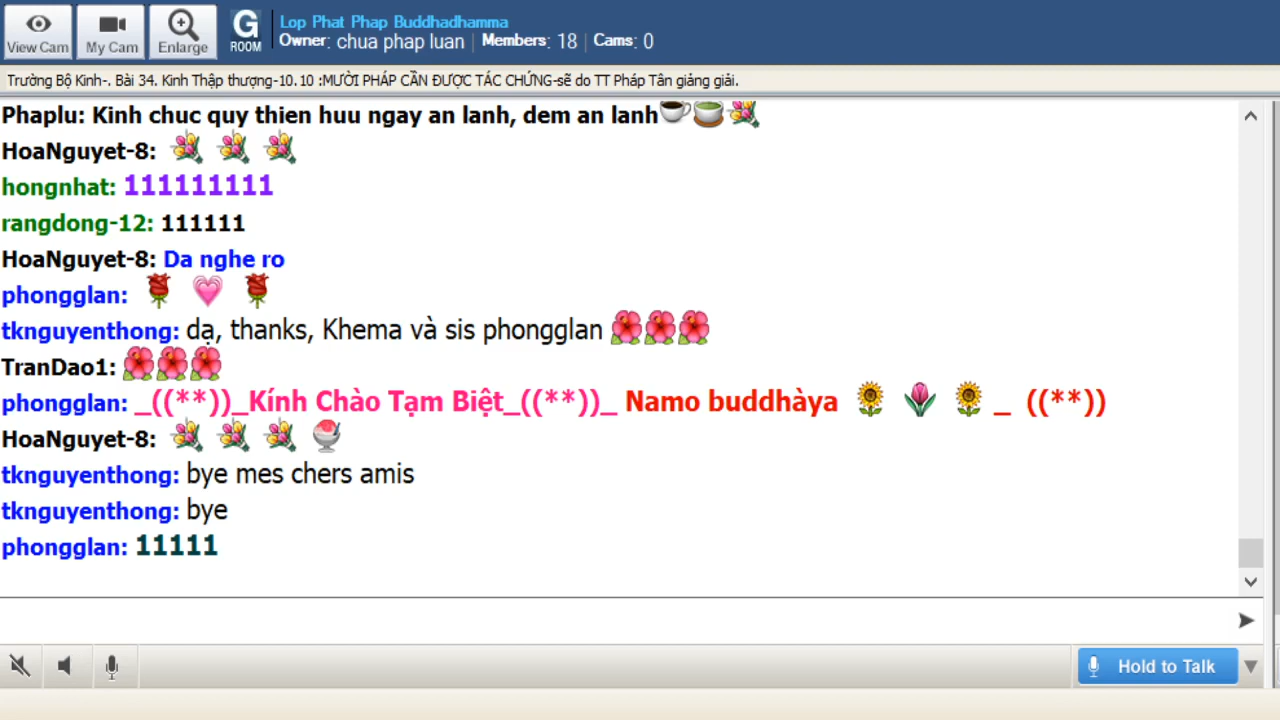 View Cam
My Cam
Enlarge
G
ROOM
Lop Phat Phap Buddhadhamma
Owner: chua phap luan | Members: 18 | Cams: 0
Trường Bộ Kinh-. Bài 34. Kinh Thập thượng-10. 10 :MƯỜI PHÁP CẦN ĐƯỢC TÁC CHỨNG-sẽ do TT Pháp Tân giảng giải.
Phaplu: Kinh chuc quy thien huu ngay an lanh, dem an lanh
HoaNguyet-8:
hongnhat: 111111111
rangdong-12: 111111
HoaNguyet-8: Da nghe ro
phongglan:
tknguyenthong: dạ, thanks, Khema và sis phongglan
TranDao1:
phongglan: _((**))_Kính Chào Tạm Biệt_((**))_ Namo buddhàya _ ((**))
HoaNguyet-8:
tknguyenthong: bye mes chers amis
tknguyenthong: bye
phongglan: 11111
Hold to Talk